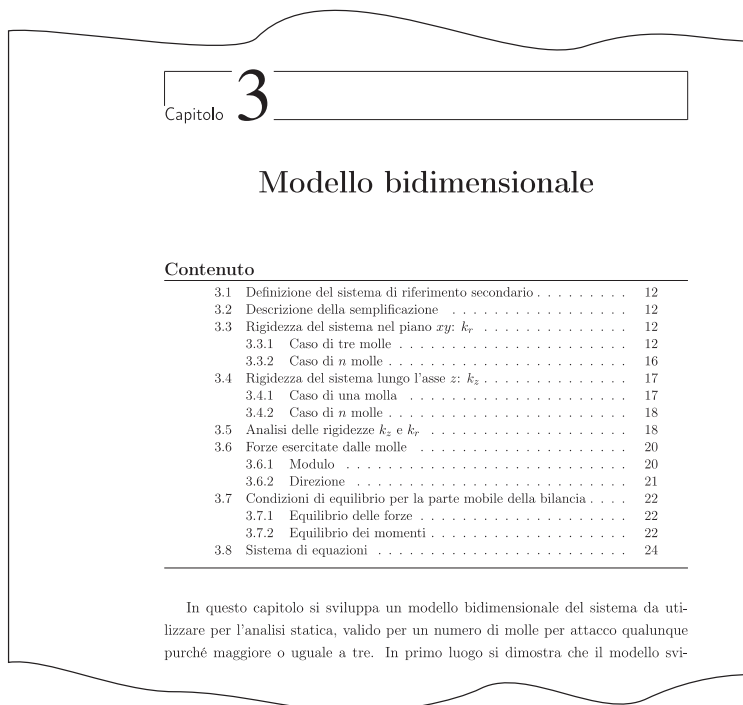 Capitolo 3
Modello bidimensionale
Contenuto
3.1 Definizione del sistema di riferimento secondario . . . . . . . . . 12
3.2 Descrizione della semplificazione . . . . . . . . . . . . . . . . . 12
3.3 Rigidezza del sistema nel piano xy: kr . . . . . . . . . . . . . . 12
3.3.1 Caso di tre molle . . . . . . . . . . . . . . . . . . . . . . 12
3.3.2 Caso di n molle . . . . . . . . . . . . . . . . . . . . . . . 16
3.4 Rigidezza del sistema lungo l'asse z: kz . . . . . . . . . . . . . . 17
3.4.1 Caso di una molla . . . . . . . . . . . . . . . . . . . . . 17
3.4.2 Caso di n molle . . . . . . . . . . . . . . . . . . . . . . . 18
3.5 Analisi delle rigidezze kz e kr . . . . . . . . . . . . . . . . . . . 18
3.6 Forze esercitate dalle molle . . . . . . . . . . . . . . . . . . . . 20
3.6.1 Modulo . . . . . . . . . . . . . . . . . . . . . . . . . . . 20
3.6.2 Direzione . . . . . . . . . . . . . . . . . . . . . . . . . . 21
3.7 Condizioni di equilibrio per la parte mobile della bilancia . . . . 22
3.7.1 Equilibrio delle forze . . . . . . . . . . . . . . . . . . . . 22
3.7.2 Equilibrio dei momenti . . . . . . . . . . . . . . . . . . . 22
3.8 Sistema di equazioni . . . . . . . . . . . . . . . . . . . . . . . . 24
In questo capitolo si sviluppa un modello bidimensionale del sistema da uti-
lizzare per l'analisi statica, valido per un numero di molle per attacco qualunque
purché maggiore o uguale a tre. In primo luogo si dimostra che il modello svi-